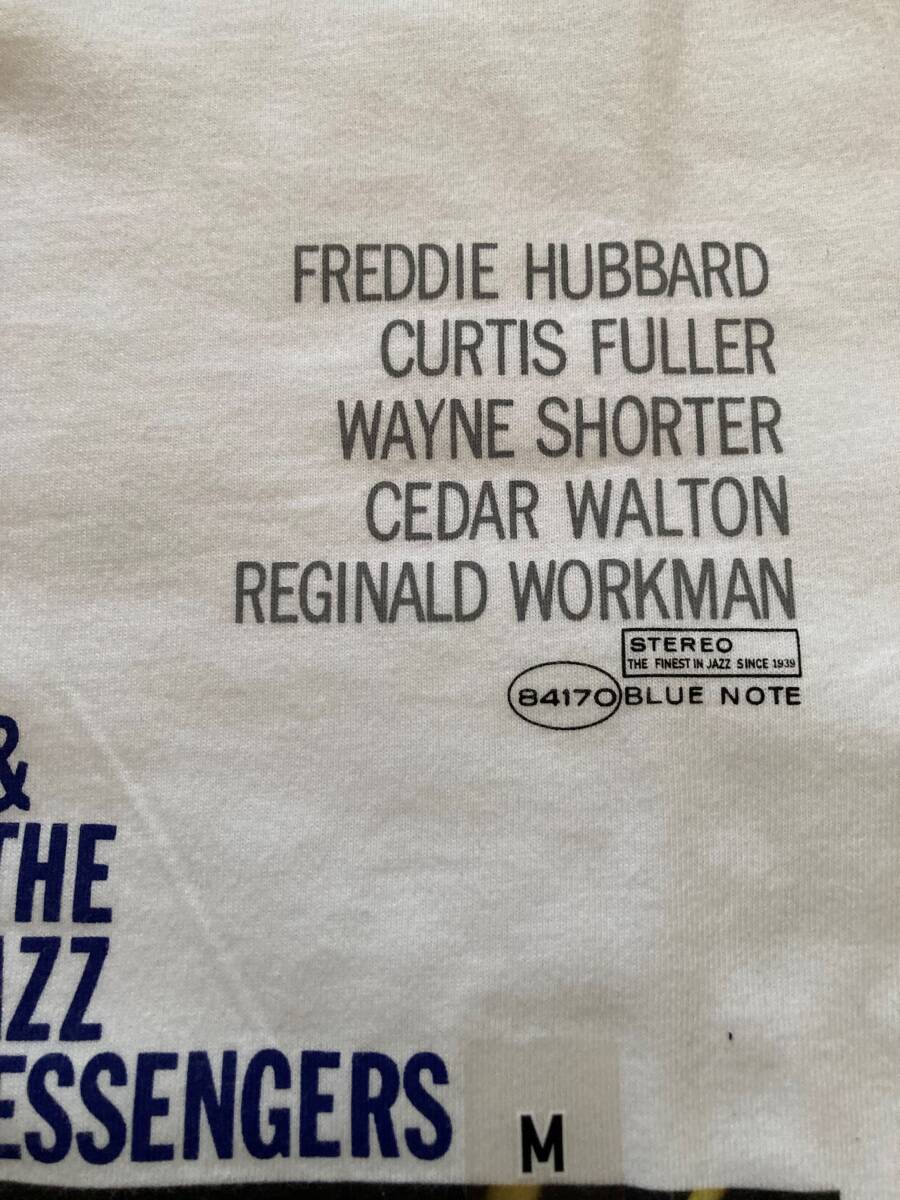 FREDDIE HUBBARD
CURTIS FULLER
WAYNE SHORTER
CEDAR WALTON
REGINALD WORKMAN
STEREO
THE FINEST IN JAZZ SINCE 1939
84170 BLUE NOTE
&
THE
AZZ
ESSENGERS
M